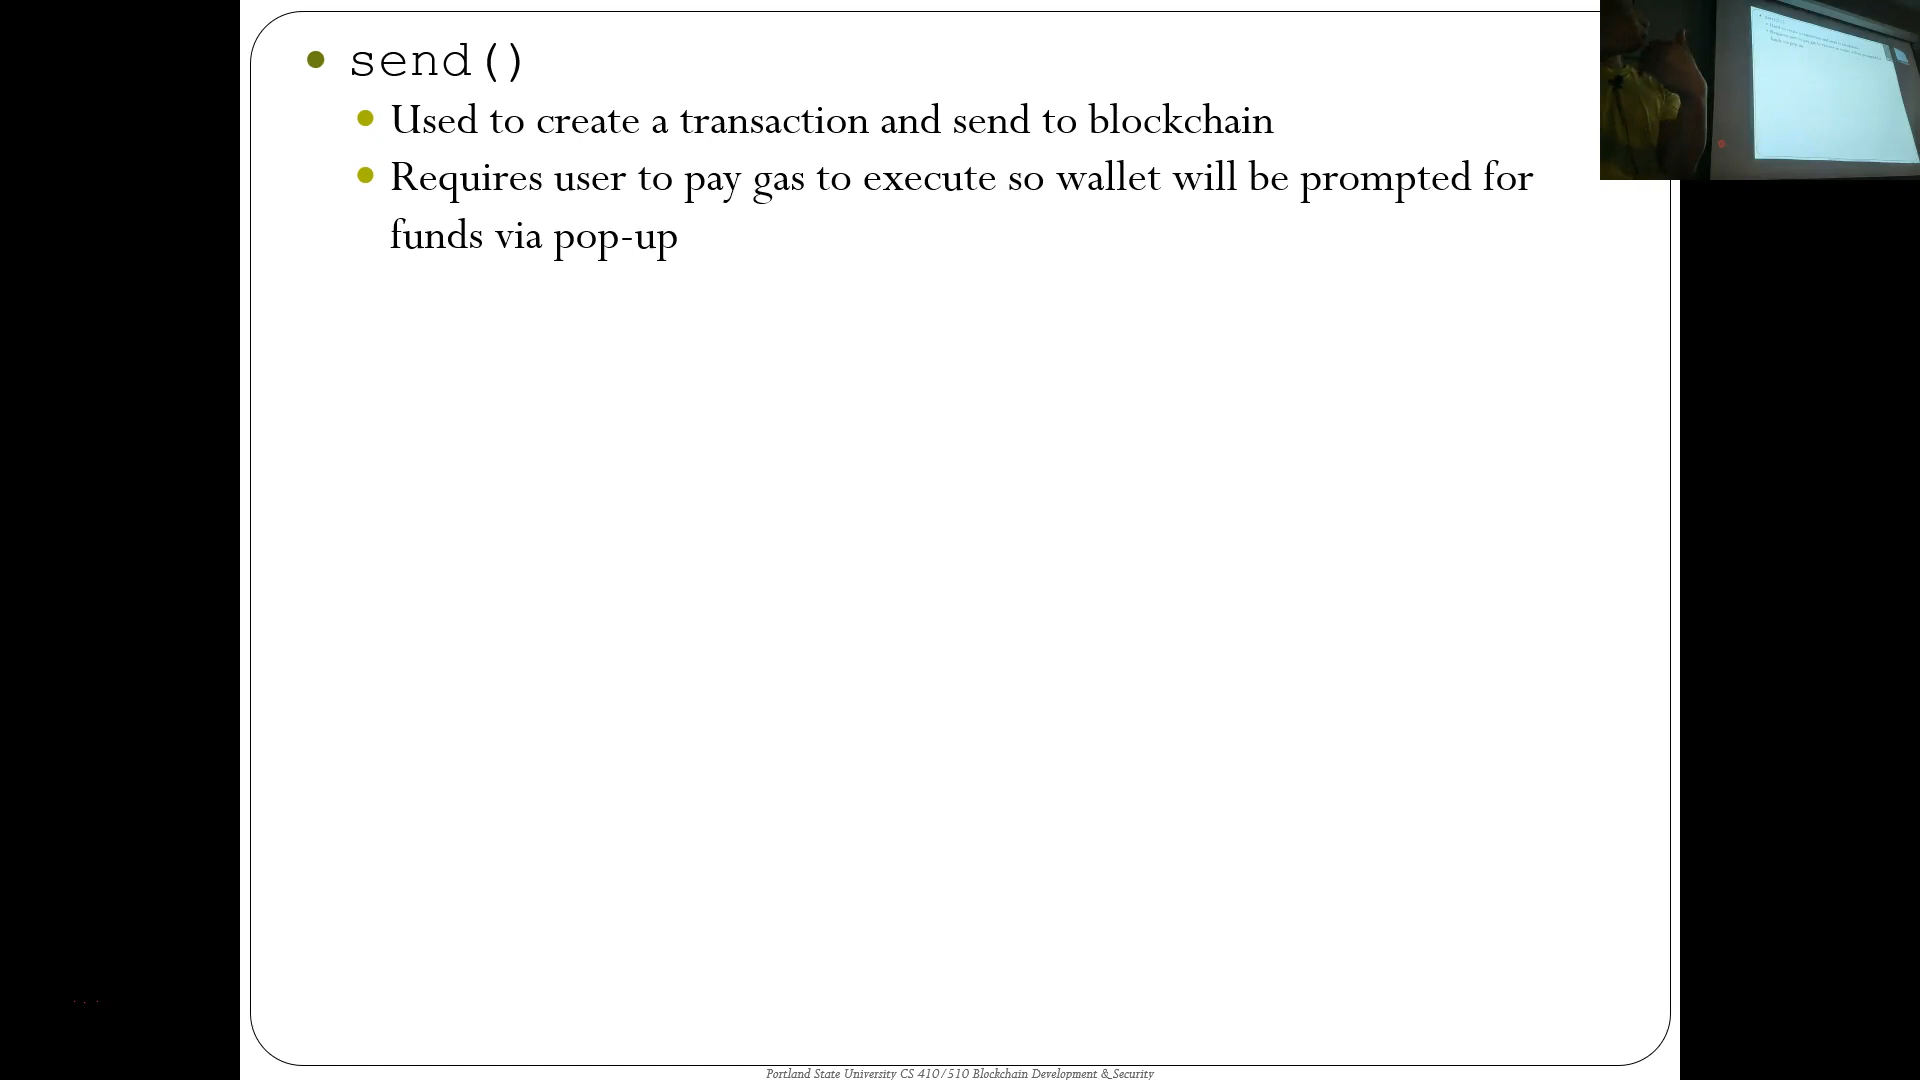 send()
Used to create a transaction and send to blockchain
Requires user to pay gas to execute so wallet will be prompted for
funds via pop-up
Portland State University CS 410/510 Blockchain Development & Security